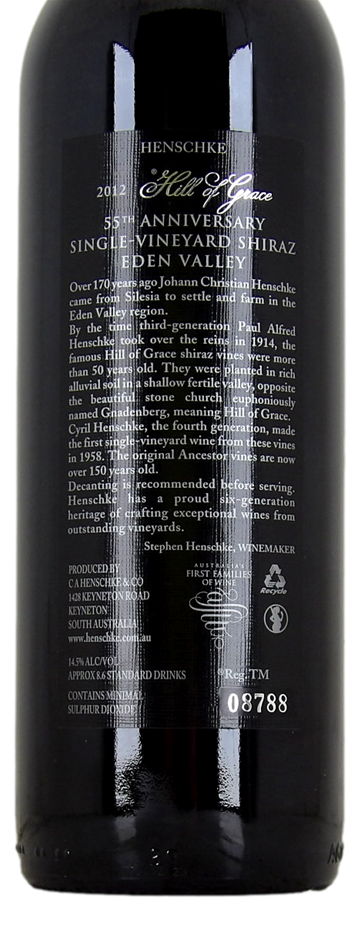 HENSCHKE
2012 ®Hill of Grace
55TH ANNIVERSARY
SINGLE-VINEYARD SHIRAZ
EDEN VALLEY
Over 170 years ago Johann Christian Henschke
came from Silesia to settle and farm in the
Eden Valley region.
By the time third-generation Paul Alfred
Henschke took over the reins in 1914, the
famous Hill of Grace shiraz vines were more
than 50 years old. They were planted in rich
alluvial soil in a shallow fertile valley, opposite
the beautiful stone church euphoniously
named Gnadenberg, meaning Hill of Grace.
Cyril Henschke, the fourth generation, made
the first single-vineyard wine from these vines
in 1958. The original Ancestor vines are now
over 150 years old.
Decanting is recommended before serving.
Henschke has a proud six-generation
heritage of crafting exceptional wines from
outstanding vineyards.
Stephen Henschke, WINEMAKER
PRODUCED BY
C A HENSCHKE & CO
1428 KEYNETON ROAD
KEYNETON
SOUTH AUSTRALIA
www.henschke.com.au
AUSTRALIA'S
FIRST FAMILIES
OF WINE
Recycle
14.5% ALC/VOL
APPROX 8.6 STANDARD DRINKS
®Reg.TM
CONTAINS MINIMAL
SULPHUR DIOXIDE
08788